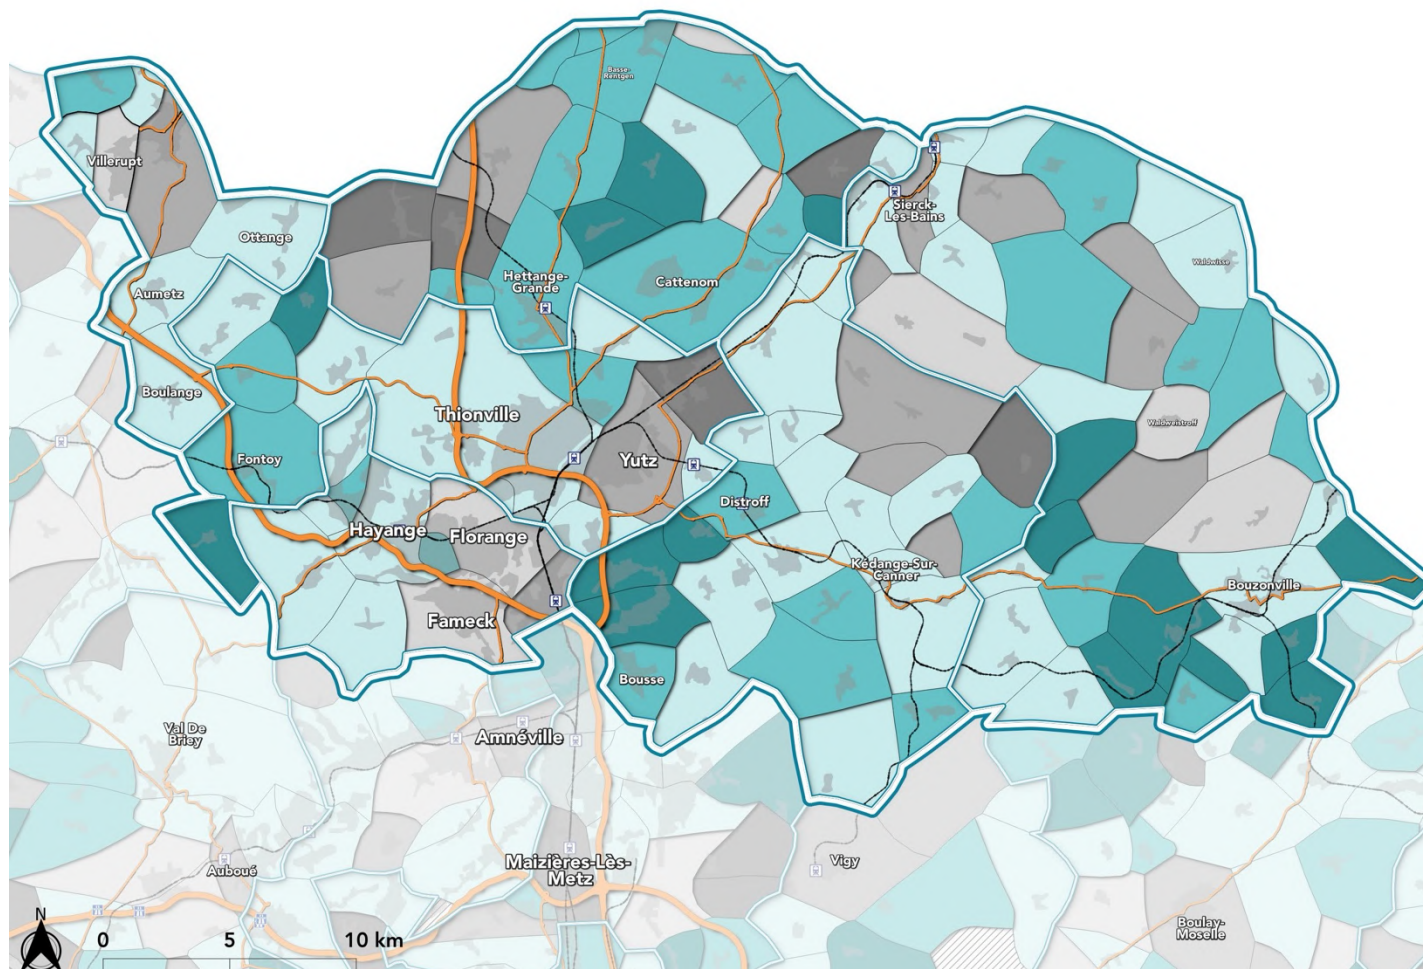 Basse-
Rentgen
Villerupt
Sierck-
Les-Bains
Ottange
Waldwisse
Hettange-
Grande
Cattenom
Aumetz
Boulange
Thionville
Waldweistroff
Fontoy
Yutz
Distroff
Hayange
Florange
Kédange-Sur-
Canner
Bouzonville
Fameck
Bousse
Val De
Briey
Amnéville
Maizières-Lès-
Metz
Vigy
Auboué
Boulay-
Moselle
N
0 5 10 km